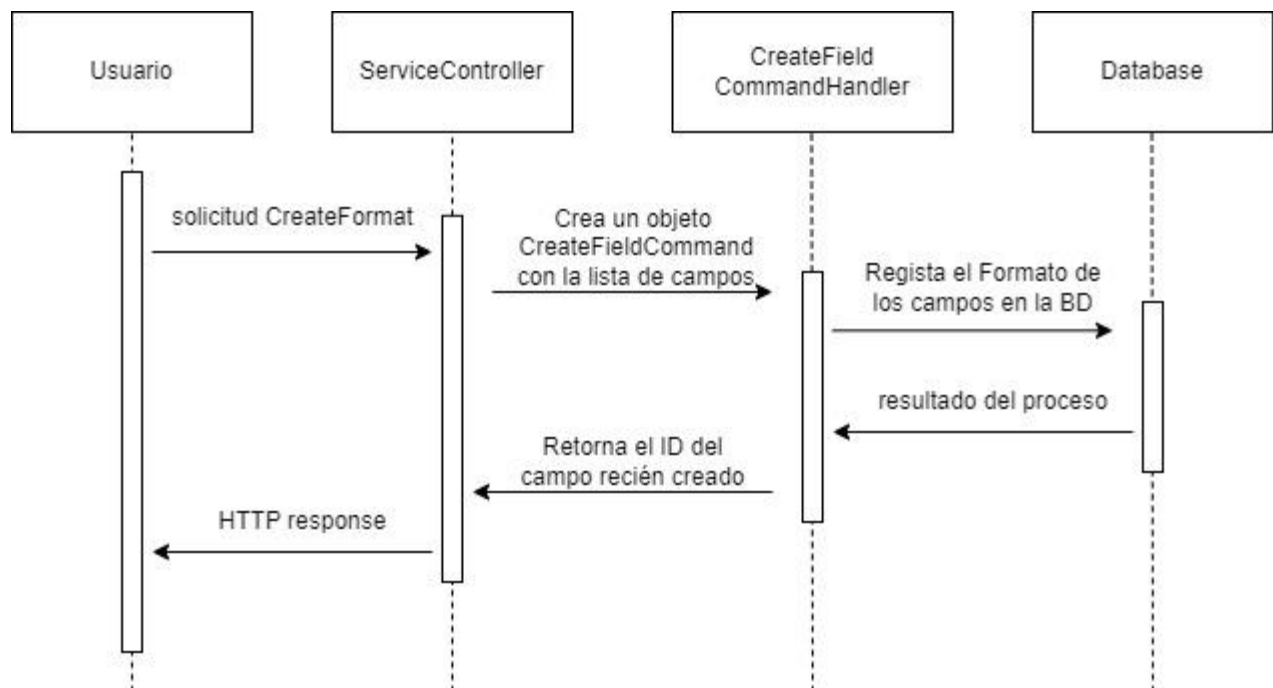 Usuario
ServiceController
CreateField
CommandHandler
Database
solicitud CreateFormat
Crea un objeto
CreateFieldCommand
con la lista de campos
Regista el Formato de
los campos en la BD
resultado del proceso
Retorna el ID del
campo recién creado
HTTP response